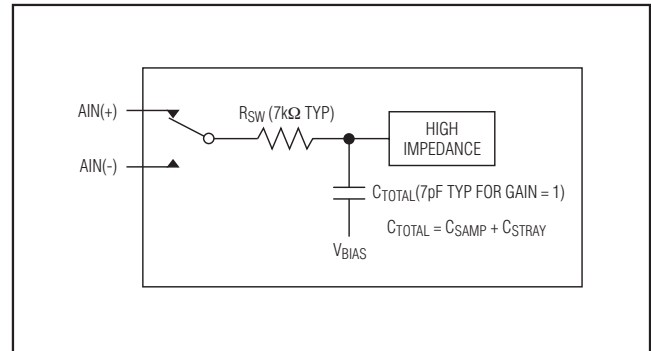 AIN(+)
RSW (7kΩ TYP)
HIGH
IMPEDANCE
AIN(-)
CTOTAL(7pF TYP FOR GAIN = 1)
CTOTAL = CSAMP + CSTRAY
VBIAS